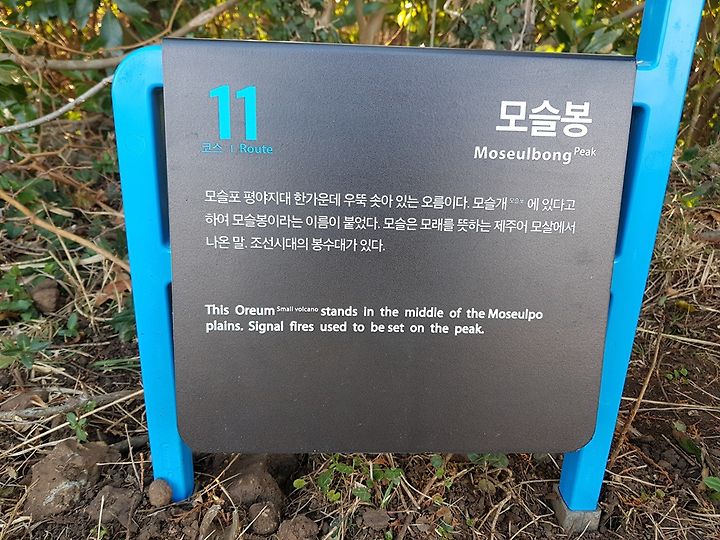 11
코스 | Route
모슬봉
Moseulbong Peak
모슬포 평야지대 한가운데 우뚝 솟아 있는 오름이다. 모슬개모슬포에 있다고
하여 모슬봉이라는 이름이 붙었다. 모슬은 모래를 뜻하는 제주어 모살에서
나온 말. 조선시대의 봉수대가 있다.
This Oreum Small volcano stands in the middle of the Moseulpo
plains. Signal fires used to be set on the peak.